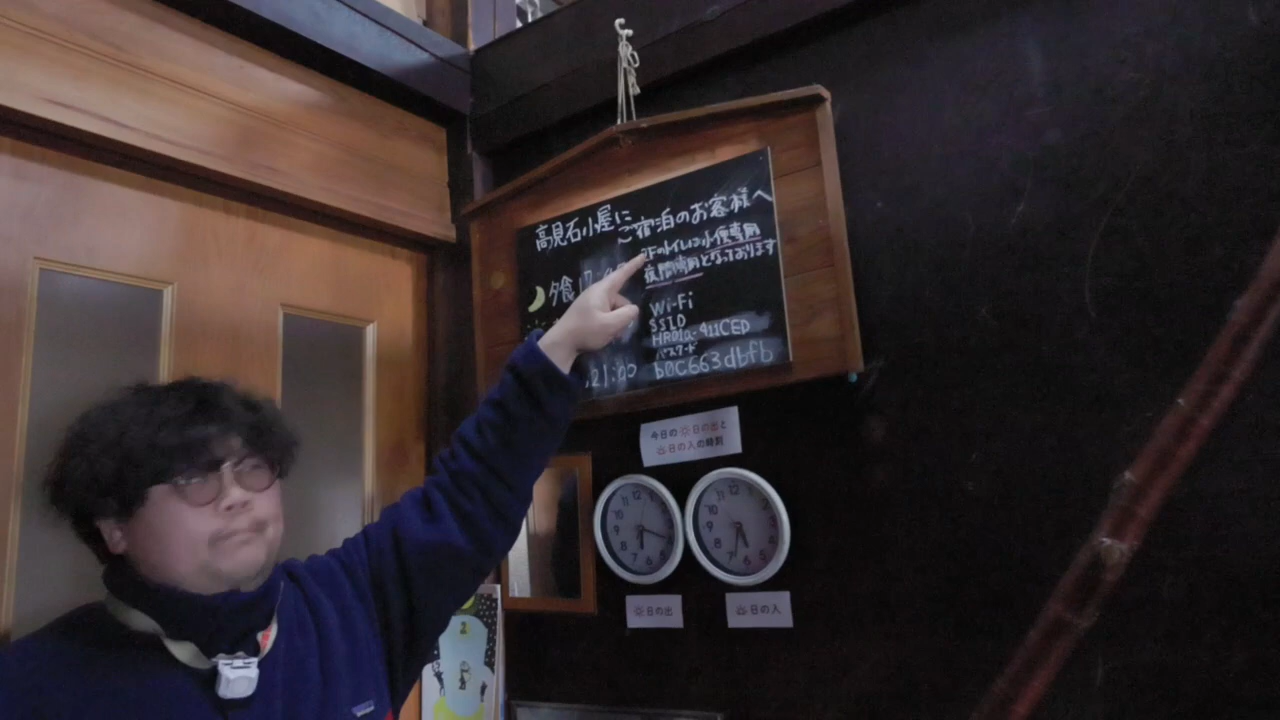 高見石小屋に
ご宿泊のお客様へ
2Fのトイレは小便専用
夜間専用となっております
夕食
Wi-Fi
SSID
HR01a-411CED
パスワード
b0c663dbfb
21:00
今日の日の出と
日の入の時刻
日の出
日の入